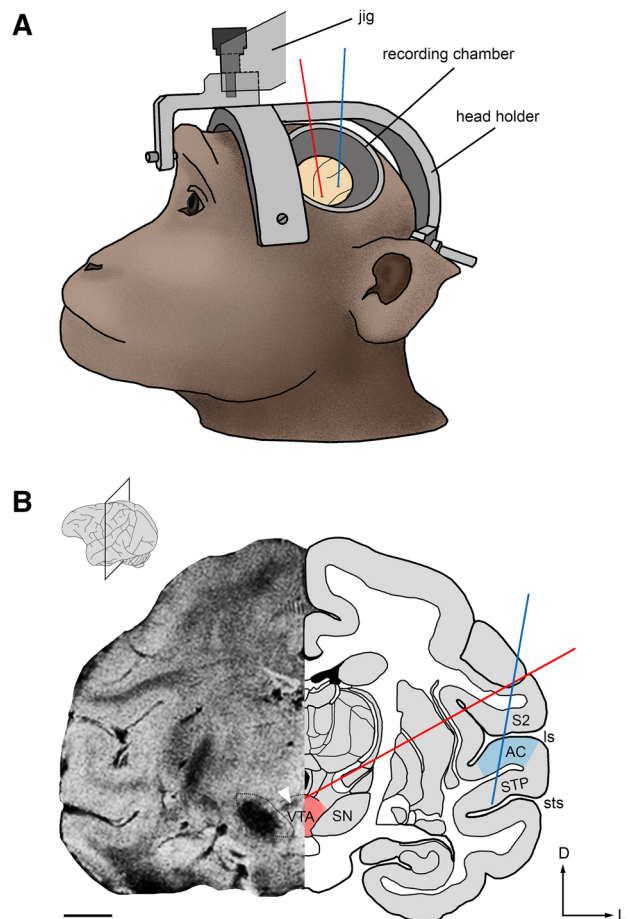 A
jig
recording chamber
head holder
B
S2
ls
AC
STP
sts
VTA
SN
D
L